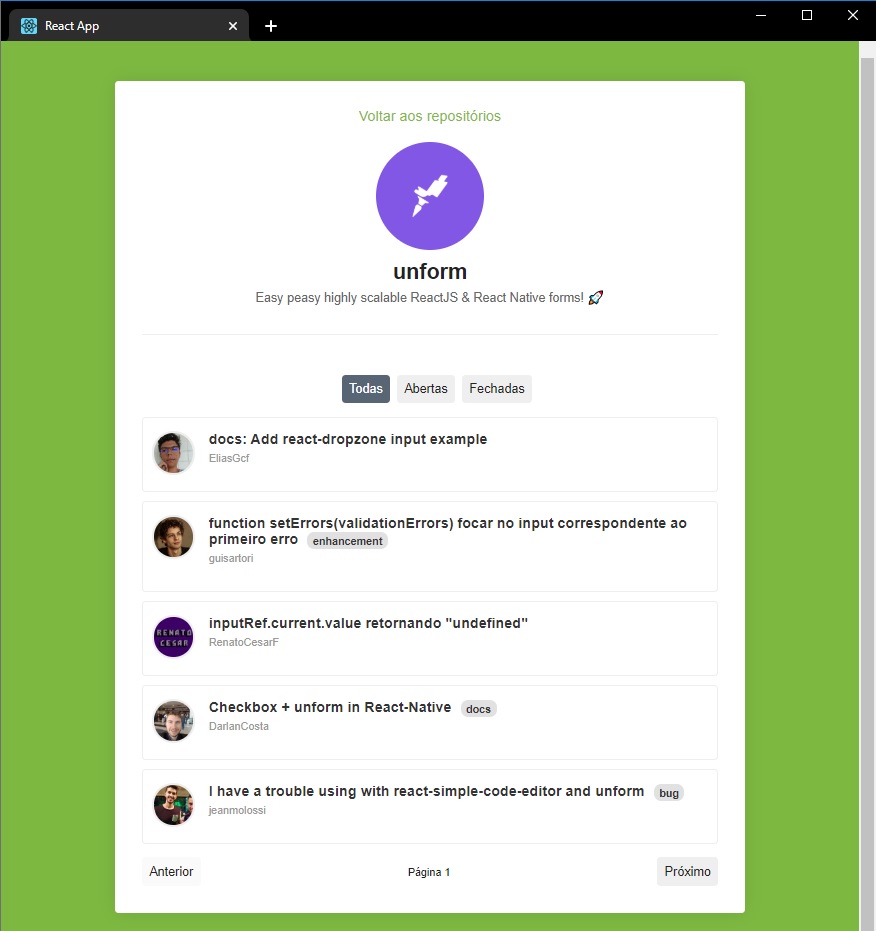 React App
Voltar aos repositórios
unform
Easy peasy highly scalable ReactJS & React Native forms! 🚀
Todas Abertas Fechadas
docs: Add react-dropzone input example
EliasGcf
function setErrors(validationErrors) focar no input correspondente ao
primeiro erro enhancement
guisartori
RENATO
CESAR
inputRef.current.value retornando "undefined"
RenatoCesarF
Checkbox + unform in React-Native docs
DarlanCosta
I have a trouble using with react-simple-code-editor and unform bug
jeanmolossi
Anterior Página 1 Próximo